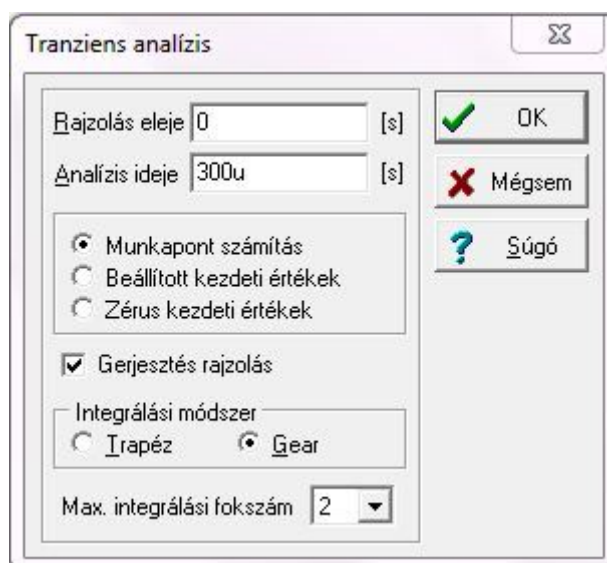 Tranziens analízis
Rajzolás eleje 0 [s]
Analízis ideje 300u [s]
Munkapont számítás
Beállított kezdeti értékek
Zérus kezdeti értékek
Gerjesztés rajzolás
Integrálási módszer
Trapéz Gear
Max. integrálási fokszám 2
OK
Mégsem
? Súgó